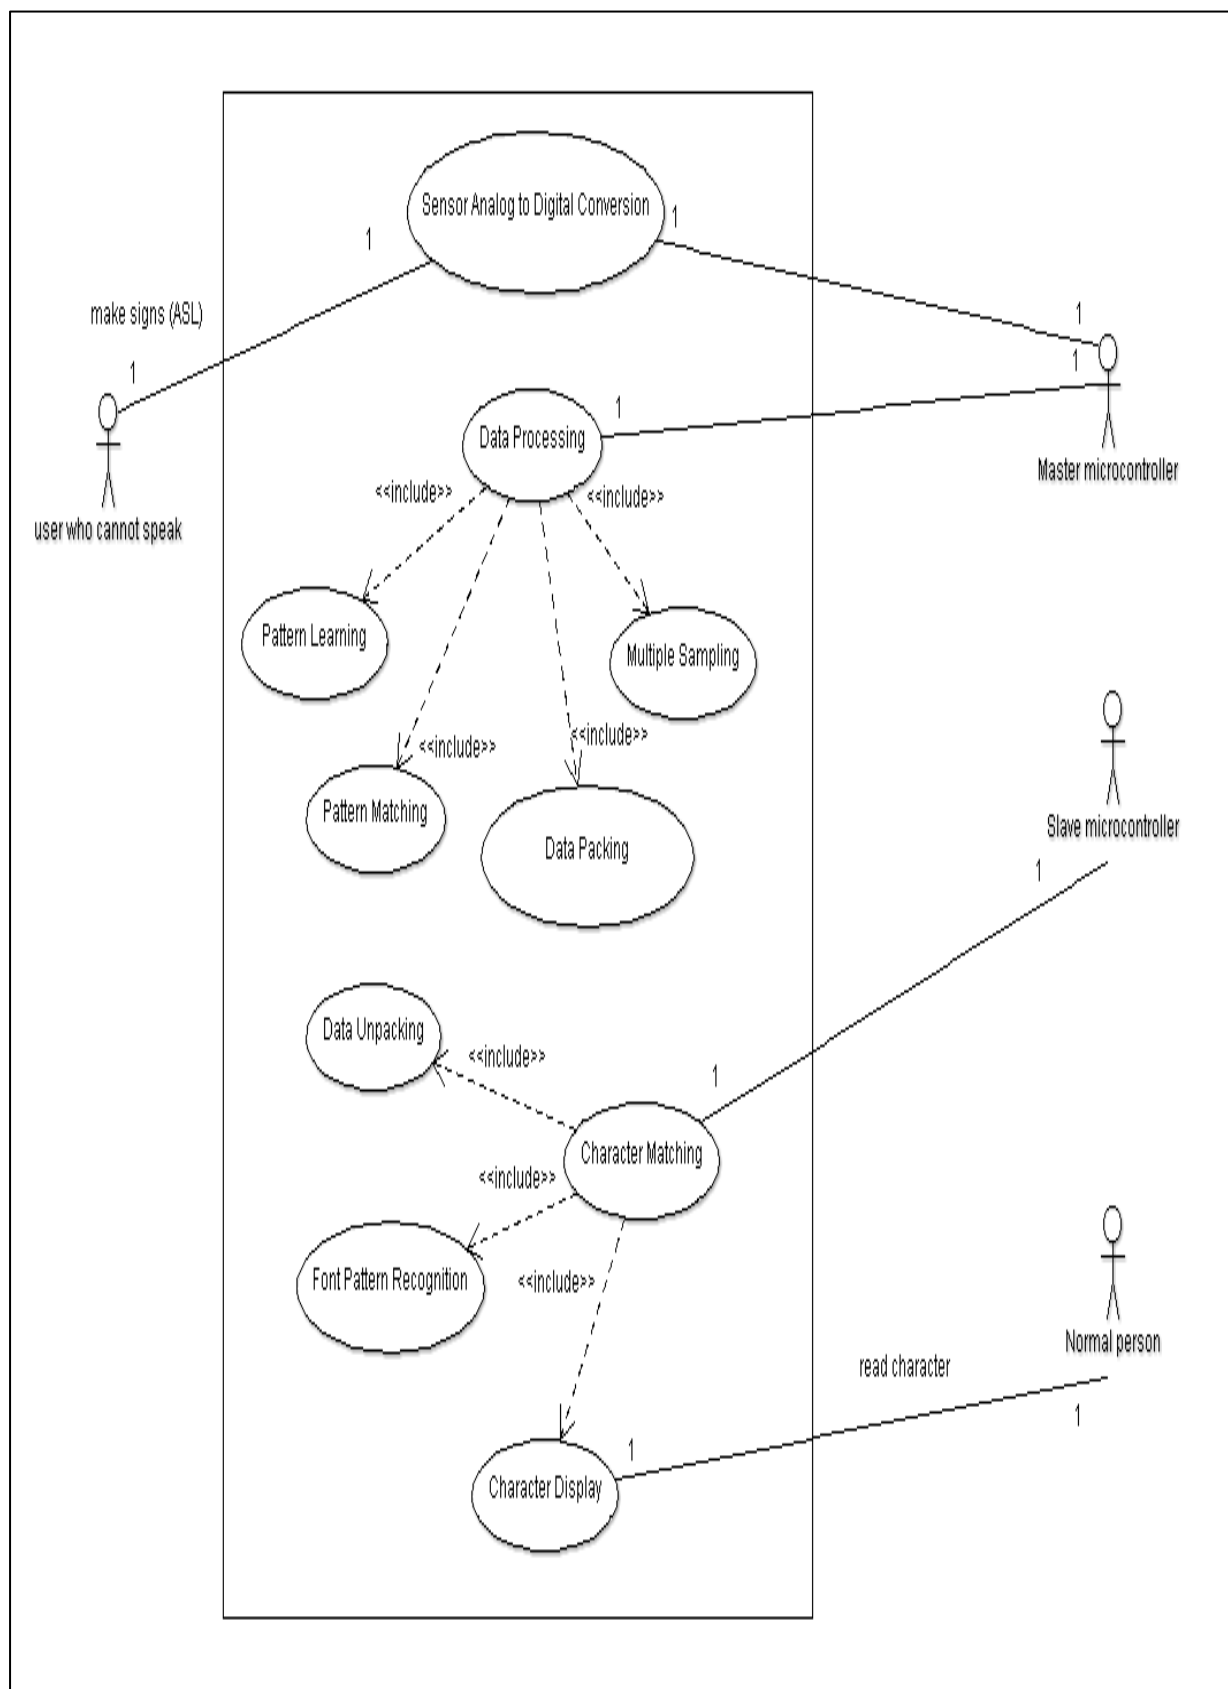 Sensor Analog to Digital Conversion
1
1
make signs (ASL)
1
1
1
1
Data Processing
Master microcontroller
user who cannot speak
<<include>>
<<include>>
Pattern Learning
Multiple Sampling
<<include>>
<<include>>
Pattern Matching
Data Packing
Slave microcontroller
1
Data Unpacking
<<include>>
1
Character Matching
<<include>>
Font Pattern Recognition
<<include>>
Normal person
read character
1
1
Character Display